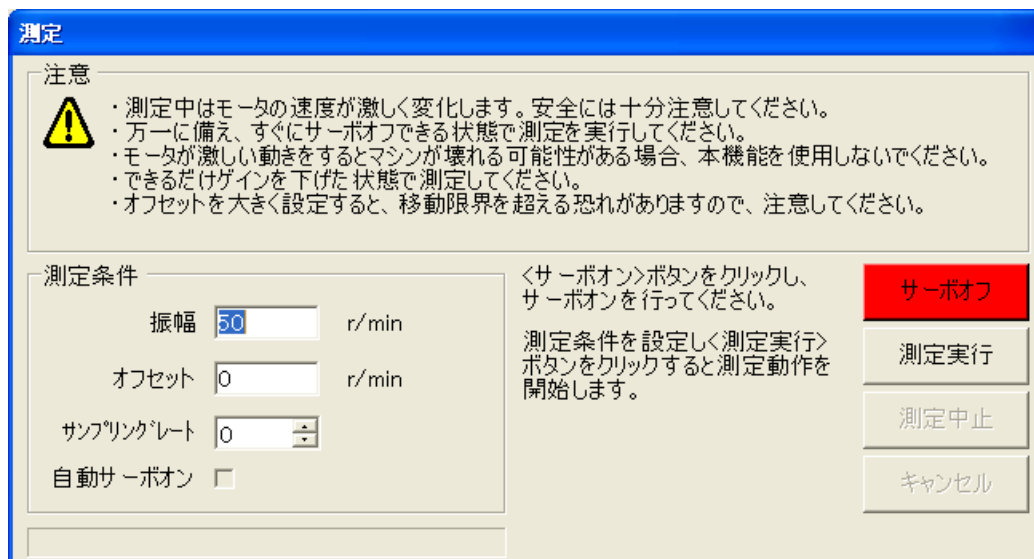 測定
注意
・測定中はモータの速度が激しく変化します。安全には十分注意してください。
・万一に備え、すぐにサーボオフできる状態で測定を実行してください。
・モータが激しい動きをするとマシンが壊れる可能性がある場合、本機能を使用しないでください。
・できるだけゲインを下げた状態で測定してください。
・オフセットを大きく設定すると、移動限界を超える恐れがありますので、注意してください。
測定条件
振幅 50 r/min
オフセット 0 r/min
サンプリングレート 0
自動サーボオン
<サーボオン>ボタンをクリックし、
サーボオンを行ってください。
測定条件を設定し<測定実行>
ボタンをクリックすると測定動作を
開始します。
サーボオフ
測定実行
測定中止
キャンセル